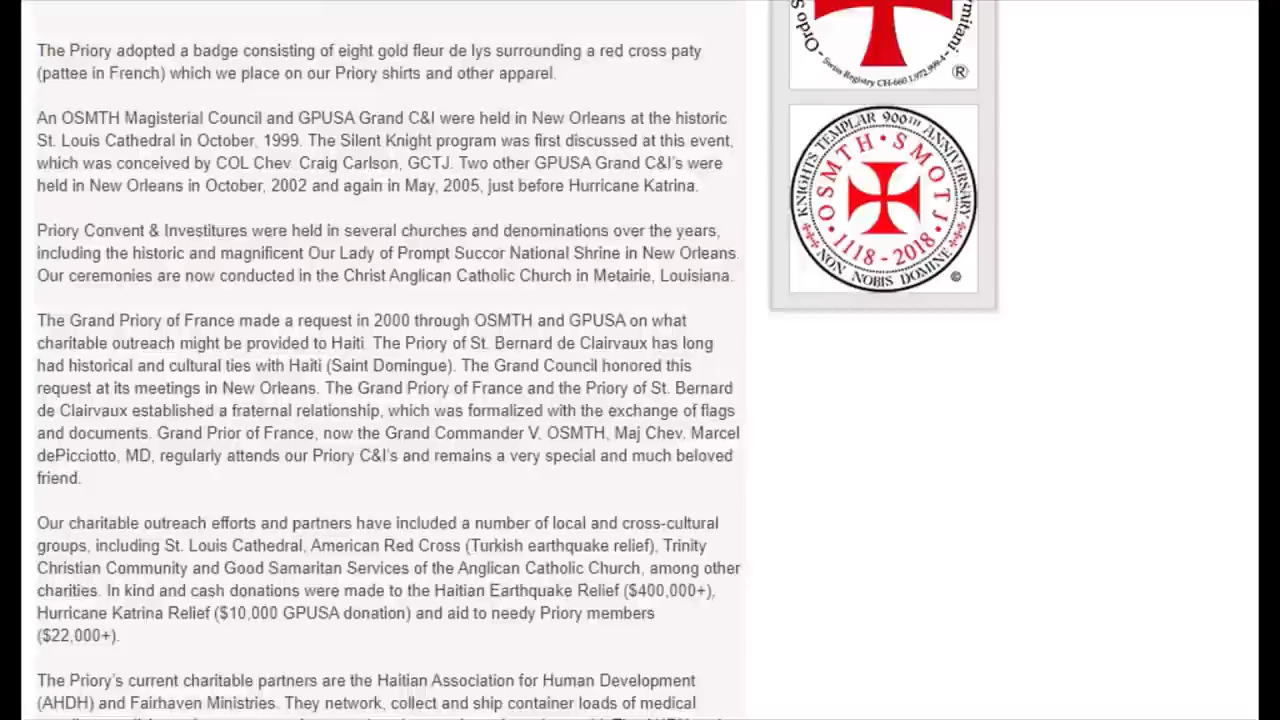 The Priory adopted a badge consisting of eight gold fleur de lys surrounding a red cross paty
(pattee in French) which we place on our Priory shirts and other apparel.
An OSMTH Magisterial Council and GPUSA Grand C&I were held in New Orleans at the historic
St. Louis Cathedral in October, 1999. The Silent Knight program was first discussed at this event,
which was conceived by COL Chev. Craig Carlson, GCTJ. Two other GPUSA Grand C&I's were
held in New Orleans in October, 2002 and again in May, 2005, just before Hurricane Katrina.
Priory Convent & Investitures were held in several churches and denominations over the years,
including the historic and magnificent Our Lady of Prompt Succor National Shrine in New Orleans.
Our ceremonies are now conducted in the Christ Anglican Catholic Church in Metairie, Louisiana.
The Grand Priory of France made a request in 2000 through OSMTH and GPUSA on what
charitable outreach might be provided to Haiti. The Priory of St. Bernard de Clairvaux has long
had historical and cultural ties with Haiti (Saint Domingue). The Grand Council honored this
request at its meetings in New Orleans. The Grand Priory of France and the Priory of St. Bernard
de Clairvaux established a fraternal relationship, which was formalized with the exchange of flags
and documents. Grand Prior of France, now the Grand Commander V. OSMTH, Maj Chev. Marcel
dePicciotto, MD, regularly attends our Priory C&I's and remains a very special and much beloved
friend.
Our charitable outreach efforts and partners have included a number of local and cross-cultural
groups, including St. Louis Cathedral, American Red Cross (Turkish earthquake relief), Trinity
Christian Community and Good Samaritan Services of the Anglican Catholic Church, among other
charities. In kind and cash donations were made to the Haitian Earthquake Relief ($400,000+),
Hurricane Katrina Relief ($10,000 GPUSA donation) and aid to needy Priory members
($22,000+).
The Priory's current charitable partners are the Haitian Association for Human Development
(AHDH) and Fairhaven Ministries. They network, collect and ship container loads of medical
Ordo
Swiss Registry CH-660.1.972.999-4
®
KNIGHTS TEMPLAR 900TH ANNIVERSARY
OSMTH • SMOTJ
• 1118 - 2018 •
NON NOBIS DOMINE
©